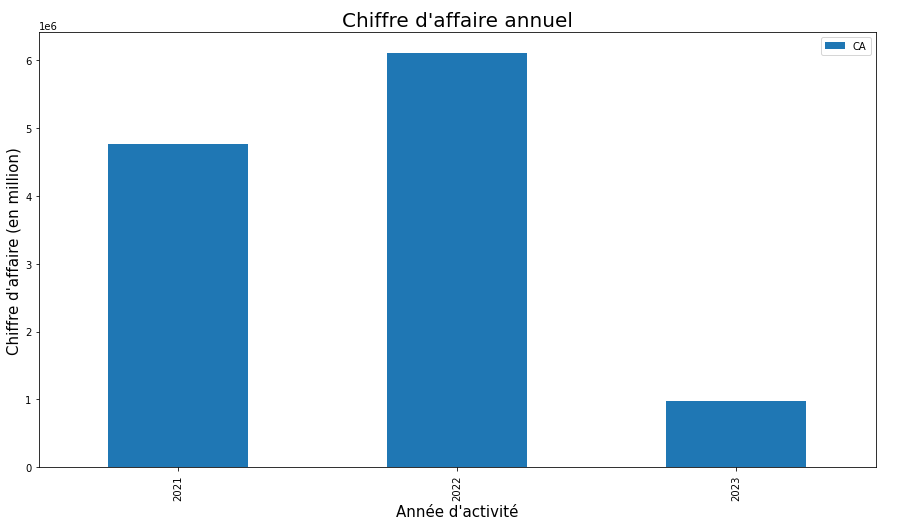 Chiffre d'affaire annuel
1e6
CA
6
5
4
3
2
1
0
Chiffre d'affaire (en million)
2021
2022
2023
Année d'activité